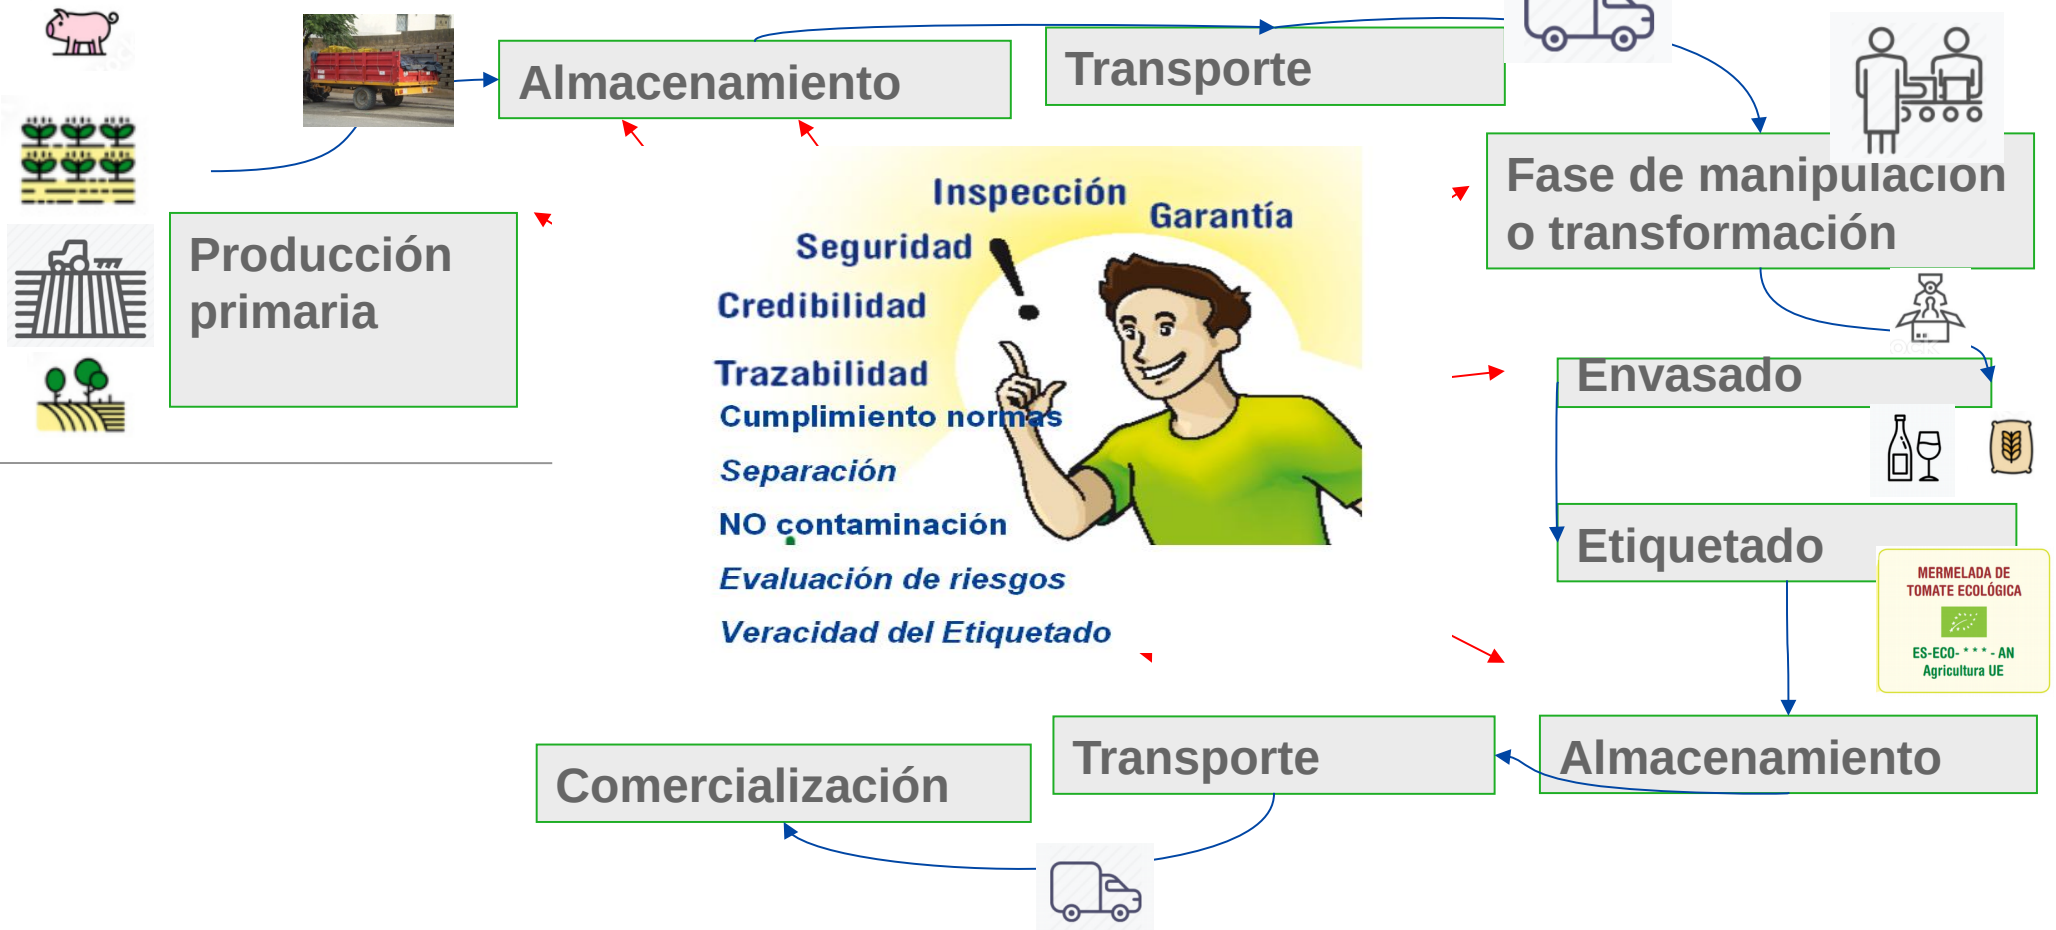 Almacenamiento
Transporte
Fase de manipulación
o transformación
Producción
primaria
Inspección
Garantía
Seguridad
!
Credibilidad
Trazabilidad
Cumplimiento normas
Separación
NO contaminación
Evaluación de riesgos
Veracidad del Etiquetado
Envasado
Etiquetado
MERMELADA DE
TOMATE ECOLÓGICA
ES-ECO- * * * - AN
Agricultura UE
Almacenamiento
Transporte
Comercialización